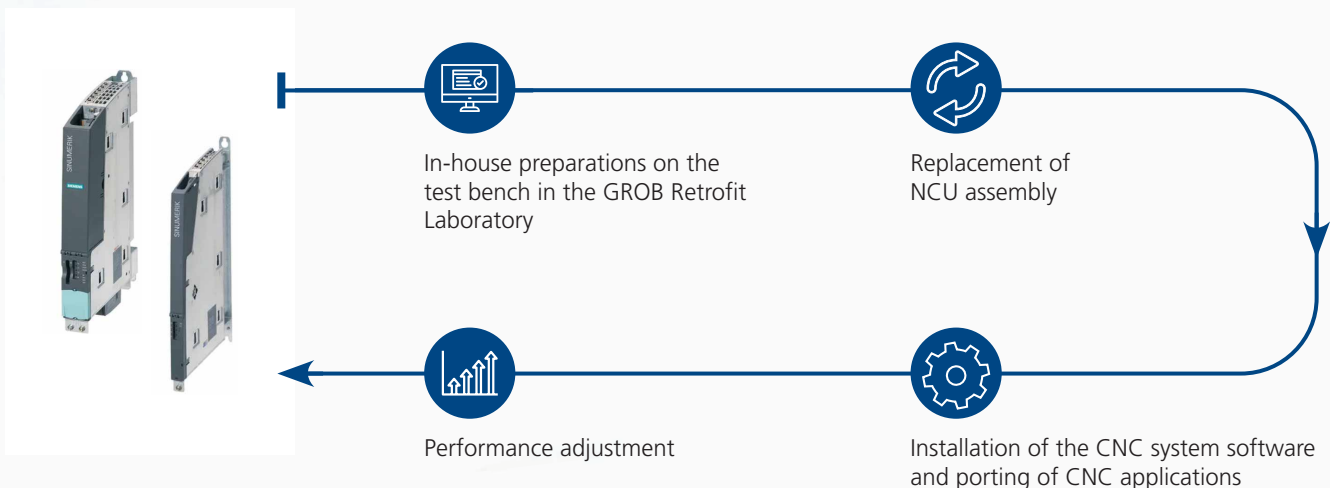 SINUMERIK
SIEMENS
SINUMERIK
In-house preparations on the
test bench in the GROB Retrofit
Laboratory
Replacement of
NCU assembly
Performance adjustment
Installation of the CNC system software
and porting of CNC applications